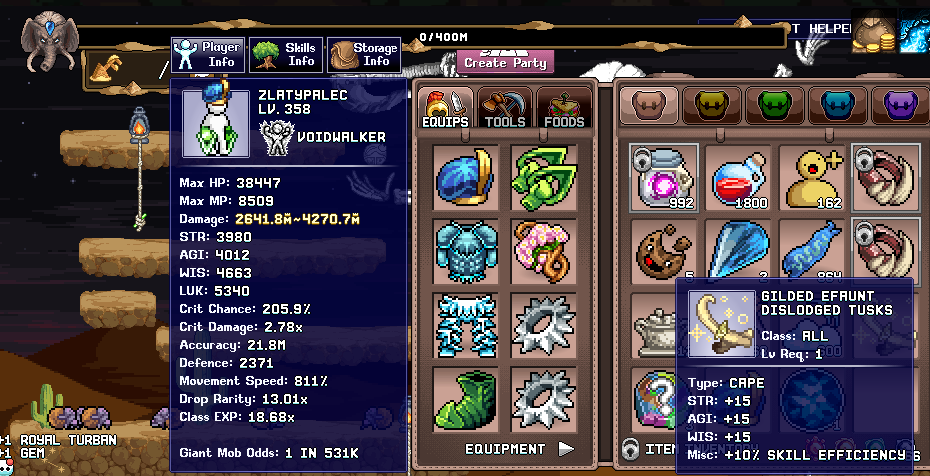 T HELPE
0/400M
Player Info
Skills Info
Storage Info
Create Party
ZLATYPALEC
LV. 358
VOIDWALKER
Max HP: 38447
Max MP: 8509
Damage: 2641.8M~4270.7M
STR: 3980
AGI: 4012
WIS: 4663
LUK: 5340
Crit Chance: 205.9%
Crit Damage: 2.78x
Accuracy: 21.8M
Defence: 2371
Movement Speed: 811%
Drop Rarity: 13.01x
Class EXP: 18.68x
Giant Mob Odds: 1 IN 531K
EQUIPS
TOOLS
FOODS
EQUIPMENT
992
1800
162
5
GILDED EFAUNT
DISLODGED TUSKS
Class: ALL
Lv Req: 1
Type: CAPE
STR: +15
AGI: +15
WIS: +15
Misc: +10% SKILL EFFICIENCY
ITEM INVENTORY
+1 ROYAL TURBAN
+1 GEM